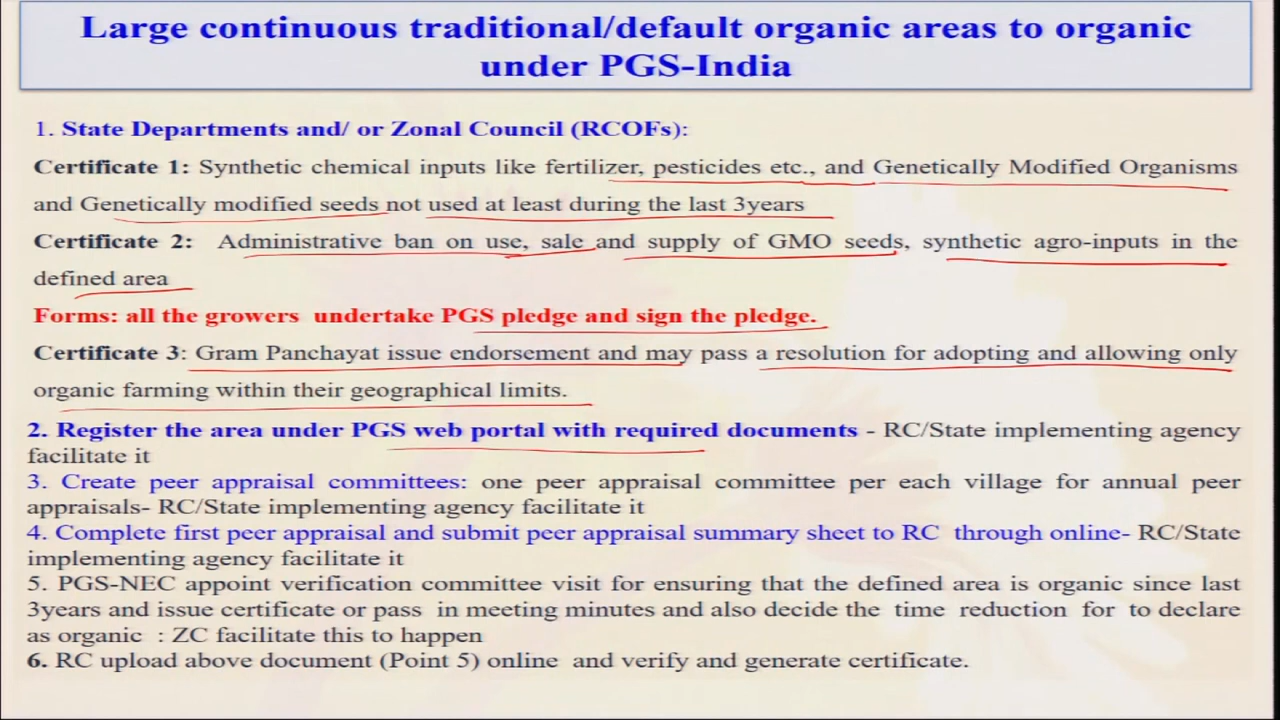 Large continuous traditional/default organic areas to organic
under PGS-India
1. State Departments and/ or Zonal Council (RCOFs):
Certificate 1: Synthetic chemical inputs like fertilizer, pesticides etc., and Genetically Modified Organisms
and Genetically modified seeds not used at least during the last 3years
Certificate 2: Administrative ban on use, sale and supply of GMO seeds, synthetic agro-inputs in the
defined area
Forms: all the growers undertake PGS pledge and sign the pledge.
Certificate 3: Gram Panchayat issue endorsement and may pass a resolution for adopting and allowing only
organic farming within their geographical limits.
2. Register the area under PGS web portal with required documents - RC/State implementing agency
facilitate it
3. Create peer appraisal committees: one peer appraisal committee per each village for annual peer
appraisals- RC/State implementing agency facilitate it
4. Complete first peer appraisal and submit peer appraisal summary sheet to RC through online- RC/State
implementing agency facilitate it
5. PGS-NEC appoint verification committee visit for ensuring that the defined area is organic since last
3years and issue certificate or pass in meeting minutes and also decide the time reduction for to declare
as organic : ZC facilitate this to happen
6. RC upload above document (Point 5) online and verify and generate certificate.